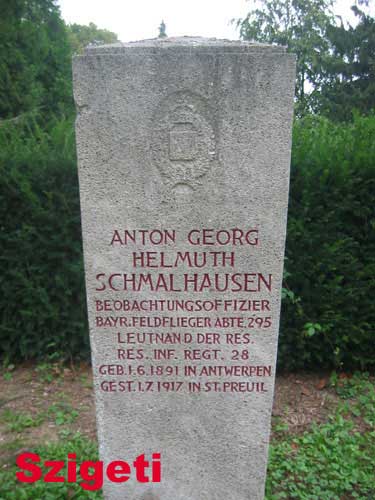 ANTON GEORG
HELMUTH
SCHMALHAUSEN
BEOBACHTUNGSOFFIZIER
BAYR. FELDFLIEGER ABTE. 295
LEUTNAND DER RES.
RES. INF. REGT. 28
GEB. 1.6.1891 IN ANTWERPEN
GEST. 1.7. 1917 IN ST. PREUIL
Szigeti